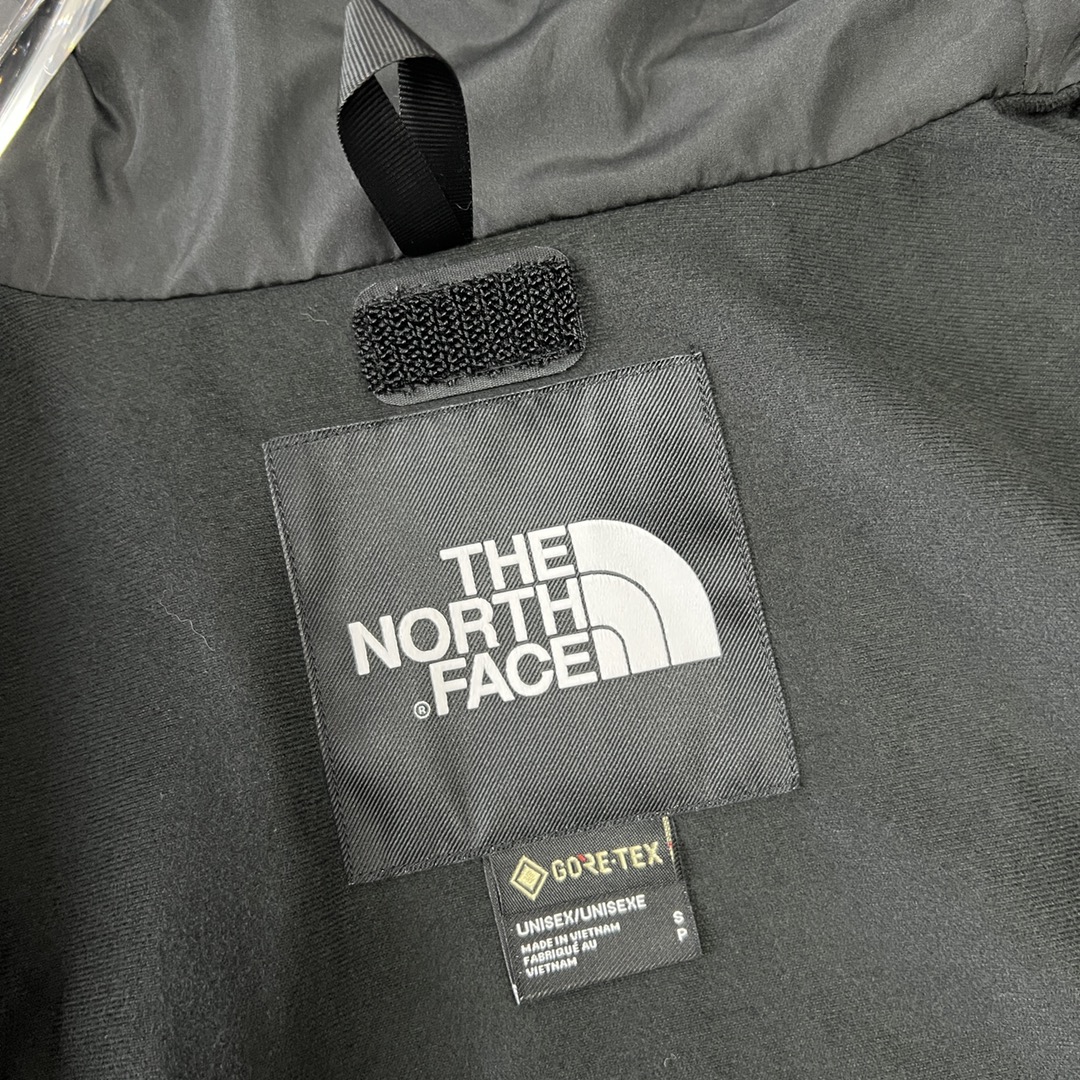 THE
NORTH
FACE
®
GORE-TEX
UNISEX/UNISEXE
S
P
MADE IN VIETNAM
FABRIQUÉ AU
VIETNAM